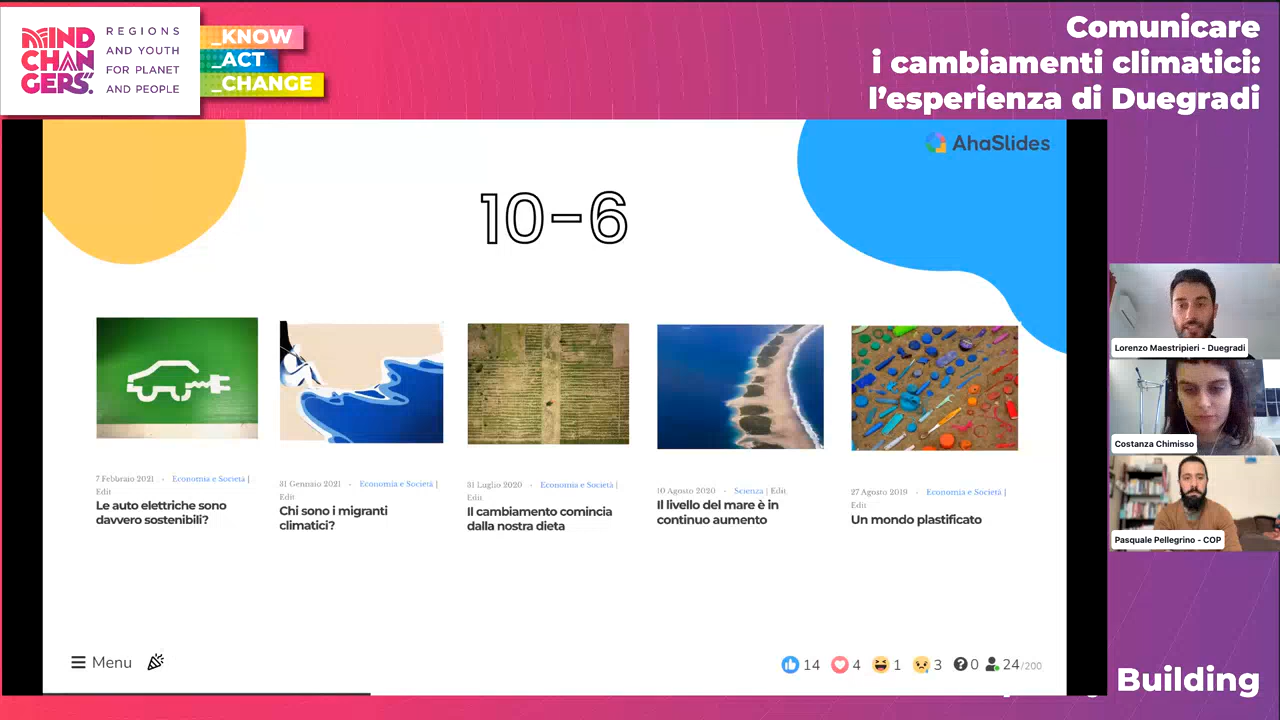 MIND
CHAN
GERS
REGIONS
AND YOUTH
FOR PLANET
AND PEOPLE
_KNOW
_ACT
_CHANGE
Comunicare
i cambiamenti climatici:
l'esperienza di Duegradi
AhaSlides
10-6
7 Febbraio 2021 - Economia e Società |
Edit
Le auto elettriche sono
davvero sostenibili?
31 Gennaio 2021 - Economia e Società |
Edit
Chi sono i migranti
climatici?
31 Luglio 2020 - Economia e Società |
Edit
Il cambiamento comincia
dalla nostra dieta
10 Agosto 2020 - Scienza | Edit
Il livello del mare è in
continuo aumento
27 Agosto 2019 - Economia e Società |
Edit
Un mondo plastificato
Lorenzo Maestripieri - Duegradi
Costanza Chimisso
Pasquale Pellegrino - COP
Menu
14 4 1 3 0 24/200
Building